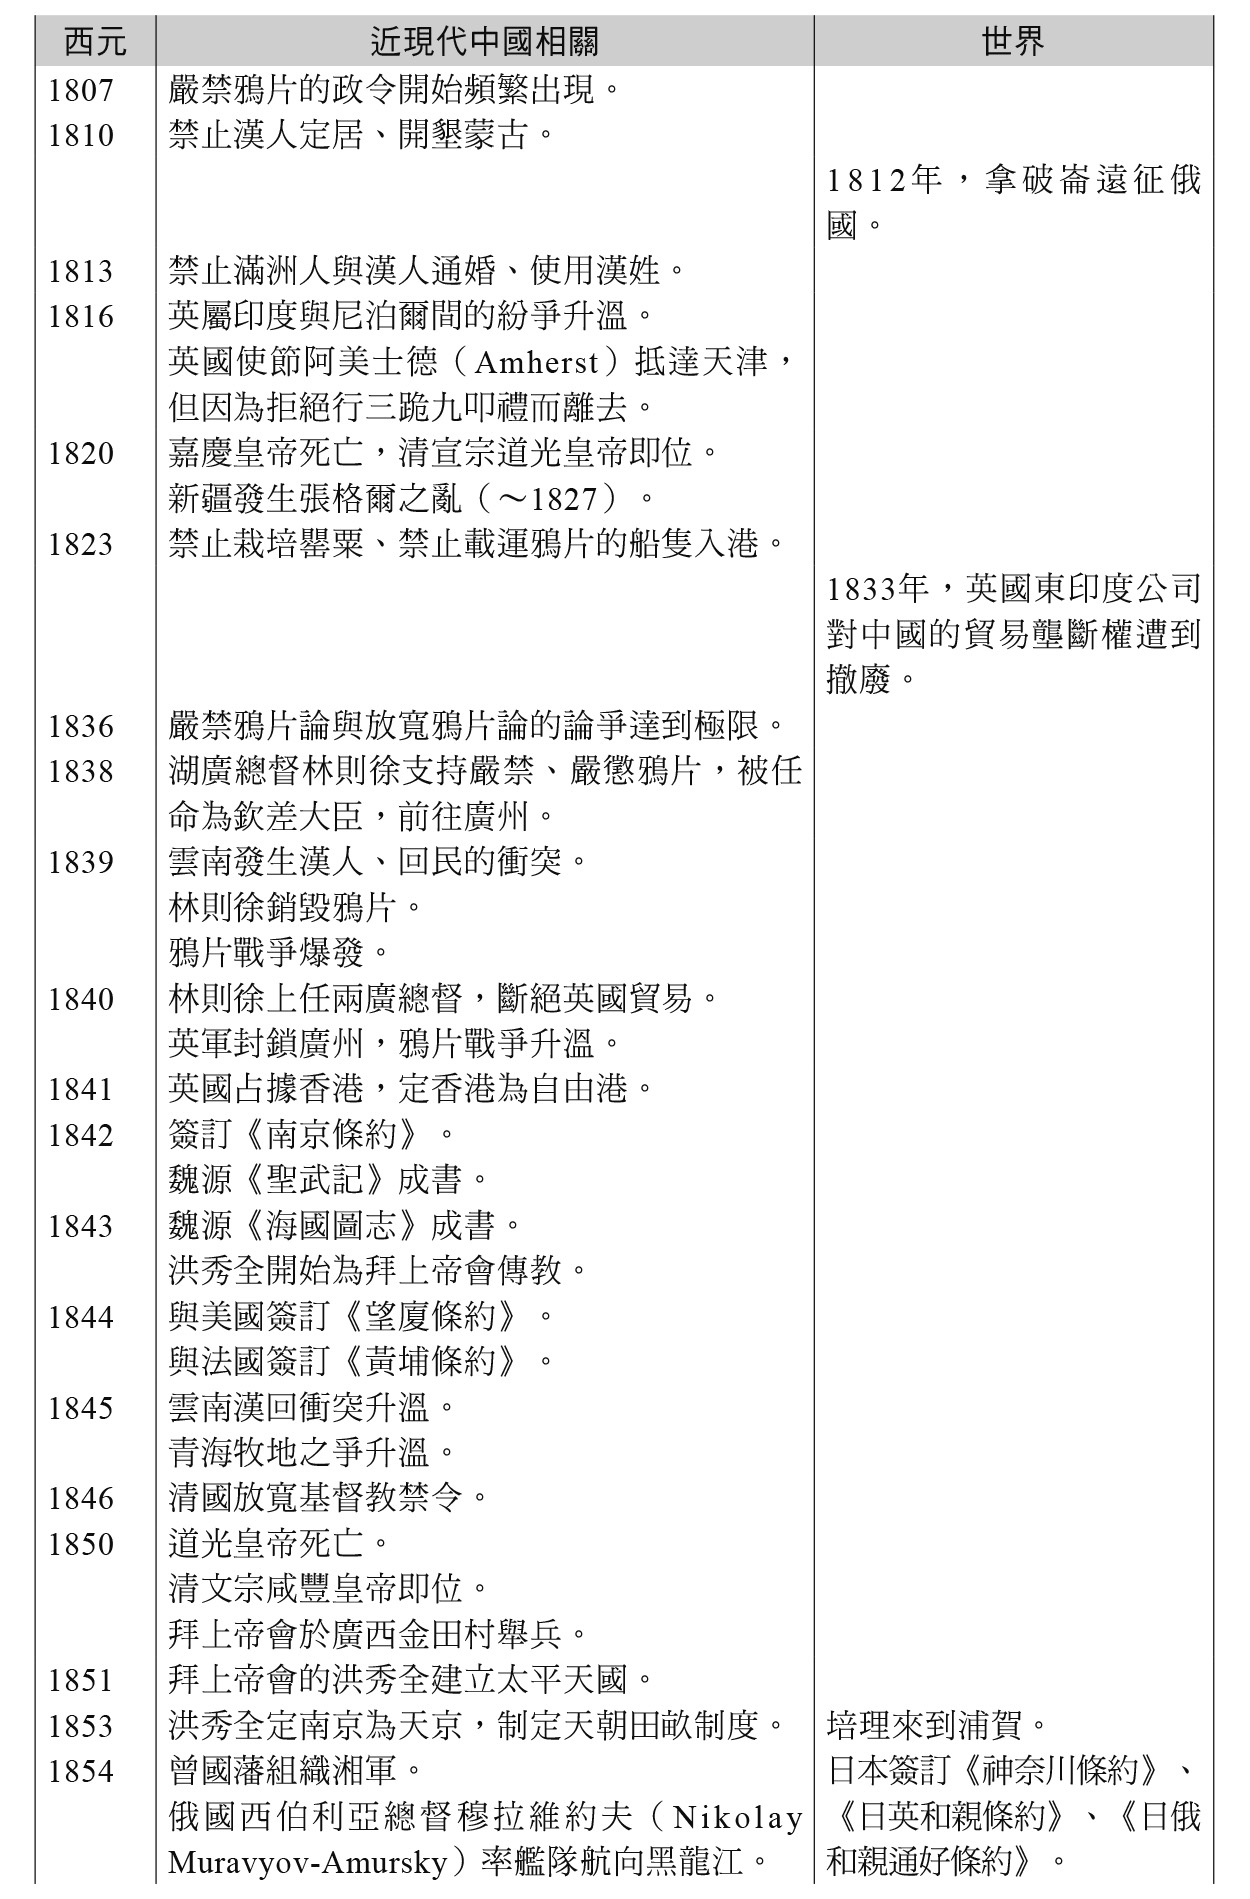 西元 近現代中國相關 世界
1807 嚴禁鴉片的政令開始頻繁出現。
1810 禁止漢人定居、開墾蒙古。
1812年，拿破崙遠征俄
國。
1813 禁止滿洲人與漢人通婚、使用漢姓。
1816 英屬印度與尼泊爾間的紛爭升溫。
英國使節阿美士德（Amherst）抵達天津，
但因為拒絕行三跪九叩禮而離去。
1820 嘉慶皇帝死亡，清宣宗道光皇帝即位。
新疆發生張格爾之亂（～1827）。
1823 禁止栽培罌粟、禁止載運鴉片的船隻入港。
1833年，英國東印度公司
對中國的貿易壟斷權遭到
撤廢。
1836 嚴禁鴉片論與放寬鴉片論的論爭達到極限。
1838 湖廣總督林則徐支持嚴禁、嚴懲鴉片，被任
命為欽差大臣，前往廣州。
1839 雲南發生漢人、回民的衝突。
林則徐銷毀鴉片。
鴉片戰爭爆發。
1840 林則徐上任兩廣總督，斷絕英國貿易。
英軍封鎖廣州，鴉片戰爭升溫。
1841 英國占據香港，定香港為自由港。
1842 簽訂《南京條約》。
魏源《聖武記》成書。
1843 魏源《海國圖志》成書。
洪秀全開始為拜上帝會傳教。
1844 與美國簽訂《望廈條約》。
與法國簽訂《黃埔條約》。
1845 雲南漢回衝突升溫。
青海牧地之爭升溫。
1846 清國放寬基督教禁令。
1850 道光皇帝死亡。
清文宗咸豐皇帝即位。
拜上帝會於廣西金田村舉兵。
1851 拜上帝會的洪秀全建立太平天國。
1853 洪秀全定南京為天京，制定天朝田畝制度。 培理來到浦賀。
1854 曾國藩組織湘軍。 日本簽訂《神奈川條約》、
俄國西伯利亞總督穆拉維約夫（Nikolay 《日英和親條約》、《日俄
Muravyov-Amursky）率艦隊航向黑龍江。 和親通好條約》。